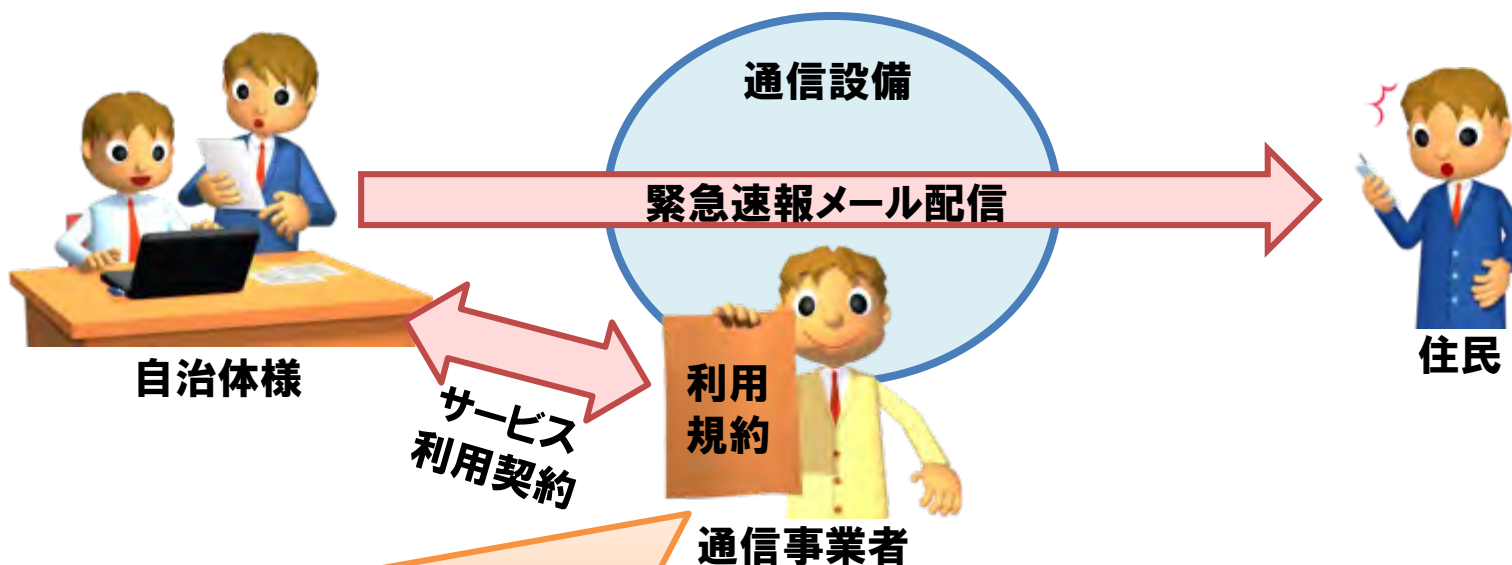 通信設備
緊急速報メール配信
自治体様
住民
サービス
利用契約
利用
規約
通信事業者